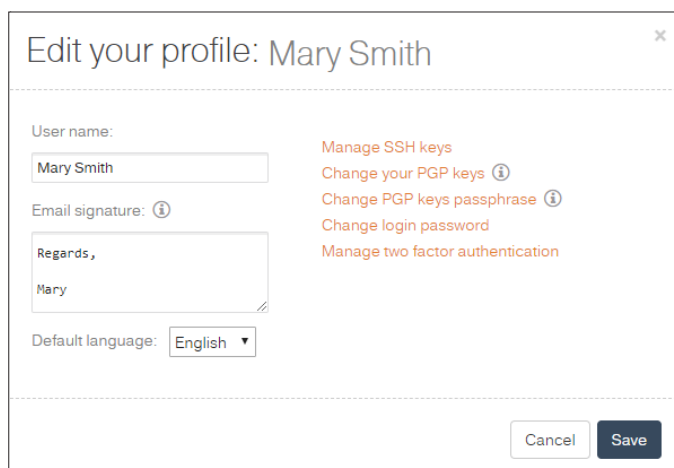 Edit your profile: Mary Smith
×
User name:
Mary Smith
Email signature:
Regards,
Mary
Default language: English
Manage SSH keys
Change your PGP keys
Change PGP keys passphrase
Change login password
Manage two factor authentication
Cancel
Save